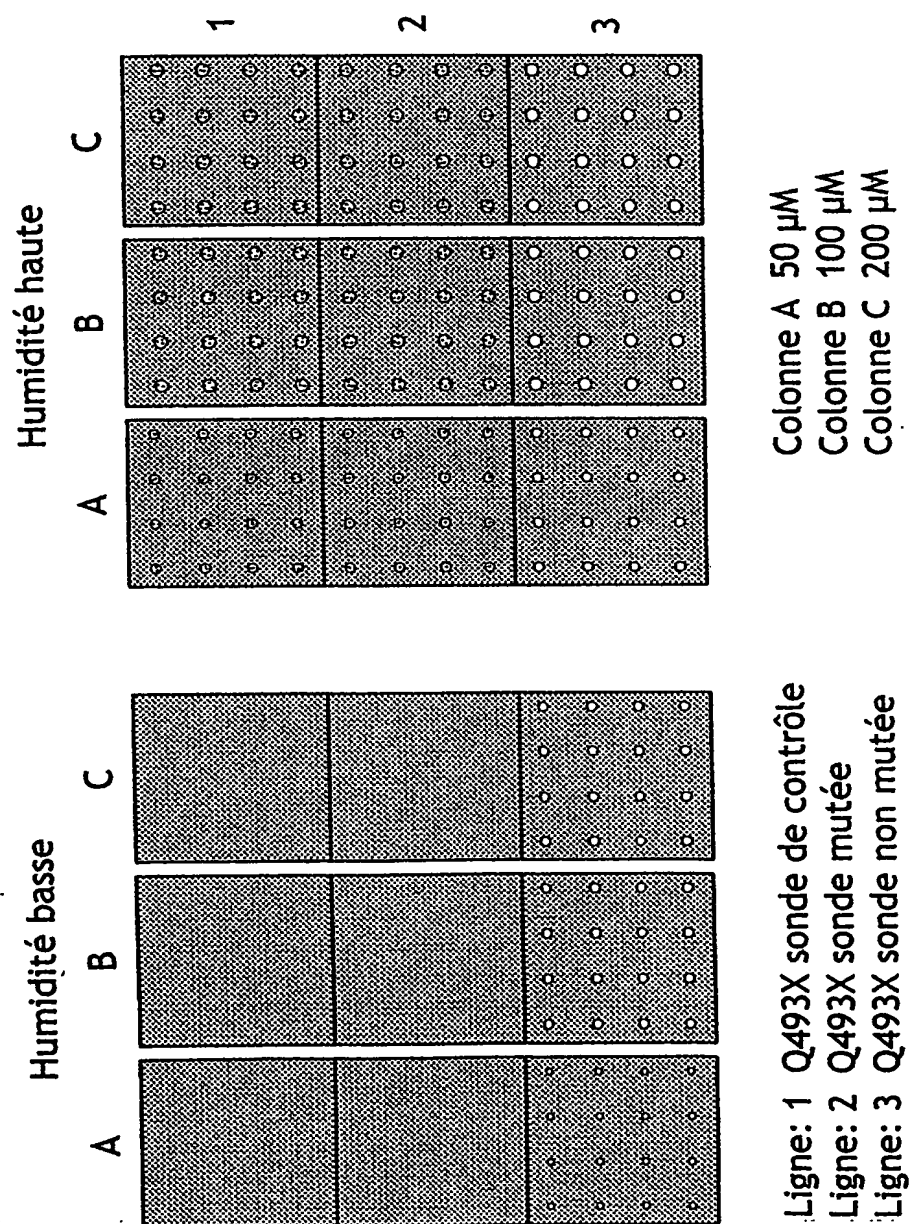 Humidité basse
A
B
C
Humidité haute
A
B
C
1
2
3
Ligne: 1 Q493X sonde de contrôle
Ligne: 2 Q493X sonde mutée
Ligne: 3 Q493X sonde non mutée
Colonne A 50 µM
Colonne B 100 µM
Colonne C 200 µM